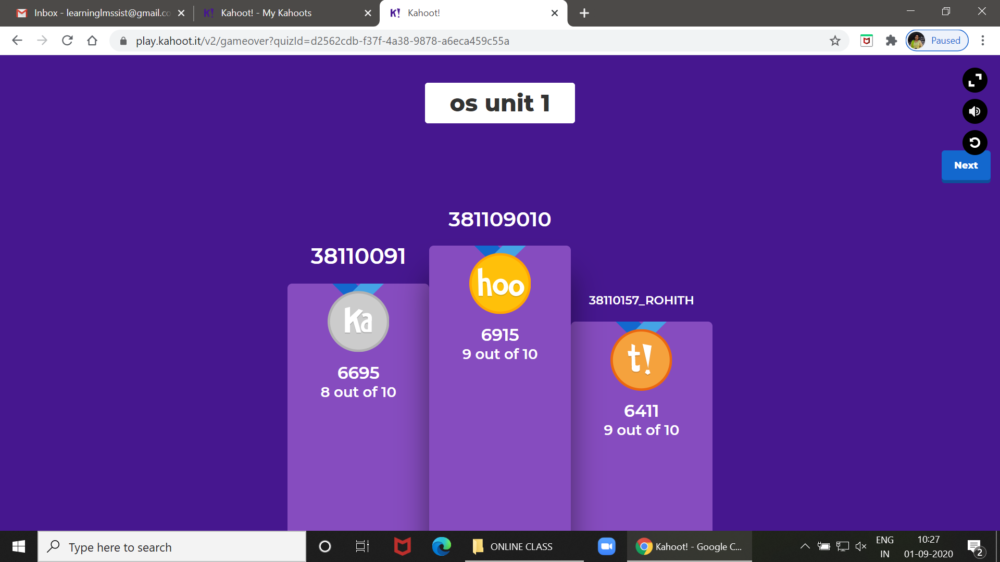 Inbox - learninglmssist@gmail.co
Kahoot! - My Kahoots
Kahoot!
play.kahoot.it/v2/gameover?quizId=d2562cdb-f37f-4a38-9878-a6eca459c55a
Paused
os unit 1
Next
381109010
38110091
hoo
38110157_ROHITH
Ka
6915
9 out of 10
t!
6695
8 out of 10
6411
9 out of 10
Type here to search
ONLINE CLASS
Kahoot! - Google C...
ENG
IN
10:27
01-09-2020
2